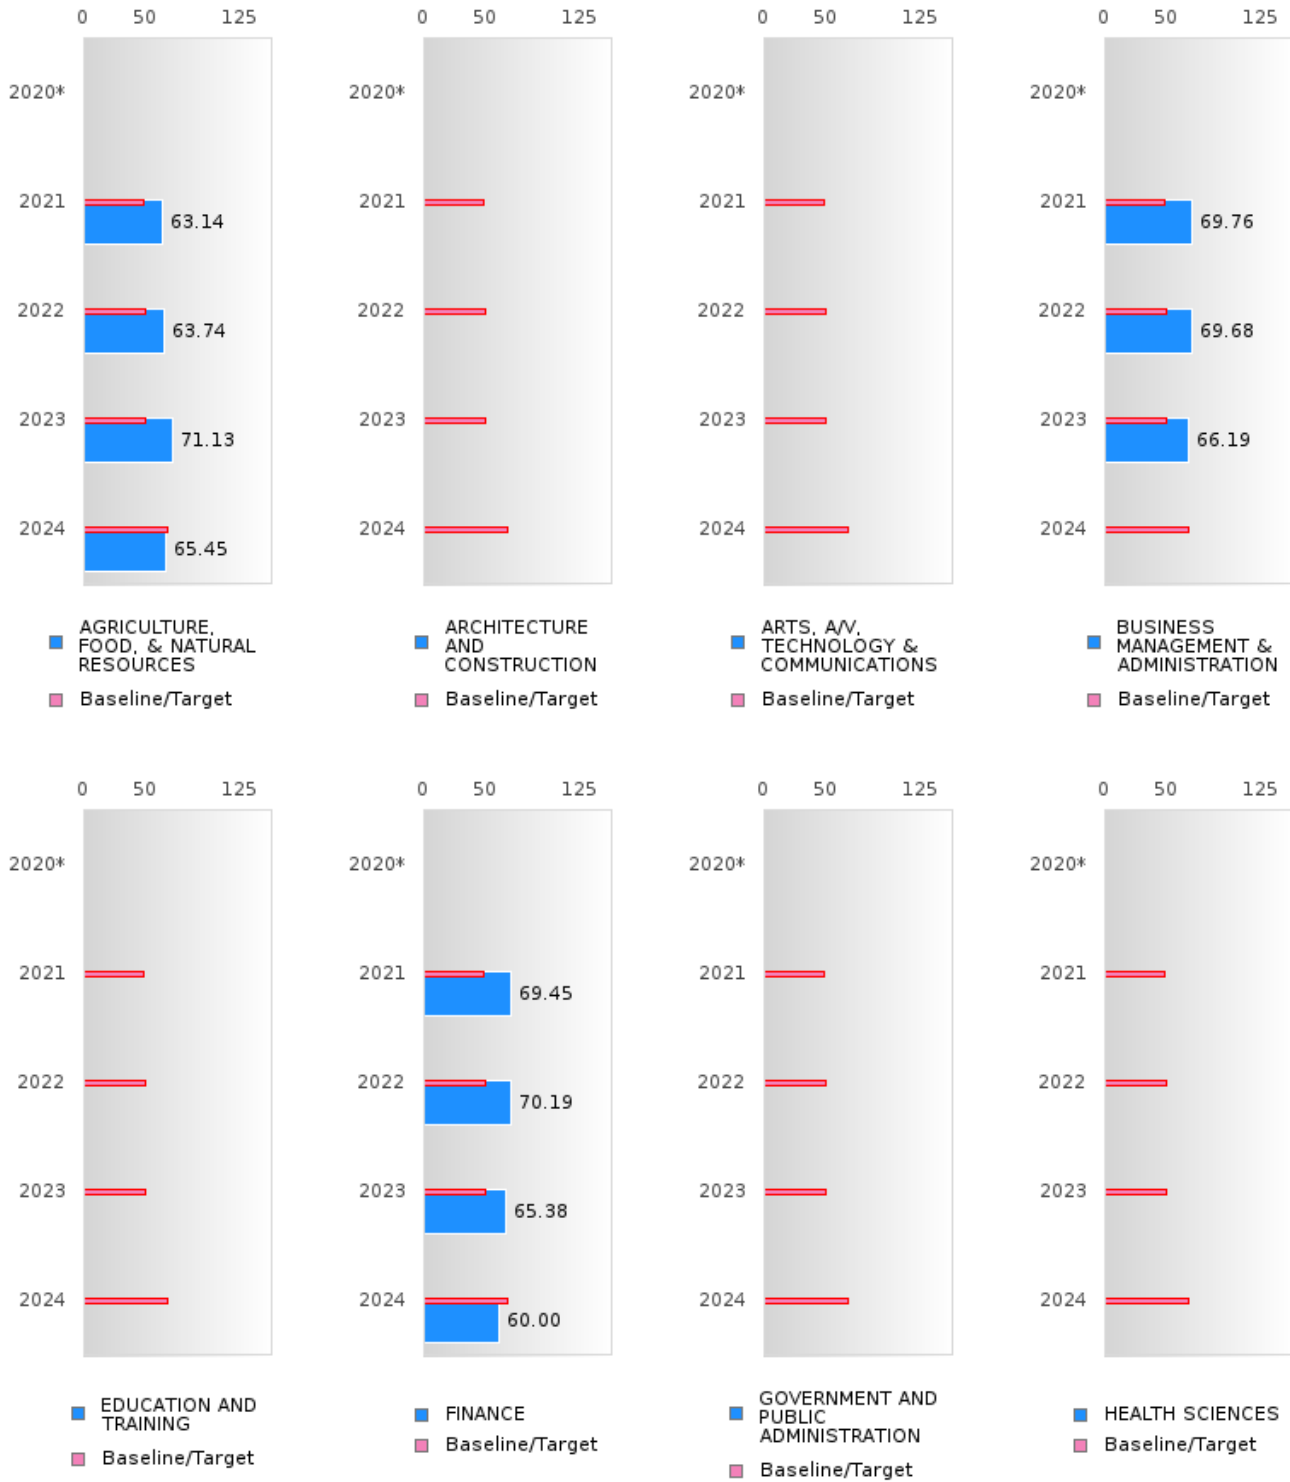 0 50 125 0 50 125 0 50 125 0 50 125
2020* 2020* 2020* 2020*
2021 63.14 2021 2021 2021 69.76
2022 63.74 2022 2022 2022 69.68
2023 71.13 2023 2023 2023 66.19
2024 65.45 2024 2024 2024
AGRICULTURE, ARCHITECTURE ARTS, A/V, BUSINESS
FOOD, & NATURAL AND TECHNOLOGY & MANAGEMENT &
RESOURCES CONSTRUCTION COMMUNICATIONS ADMINISTRATION
Baseline/Target Baseline/Target Baseline/Target Baseline/Target
0 50 125 0 50 125 0 50 125 0 50 125
2020* 2020* 2020* 2020*
2021 2021 69.45 2021 2021
2022 2022 70.19 2022 2022
2023 2023 65.38 2023 2023
2024 2024 60.00 2024 2024
EDUCATION AND
TRAINING
Baseline/Target
FINANCE
Baseline/Target
GOVERNMENT AND
PUBLIC
ADMINISTRATION
Baseline/Target
HEALTH SCIENCES
Baseline/Target